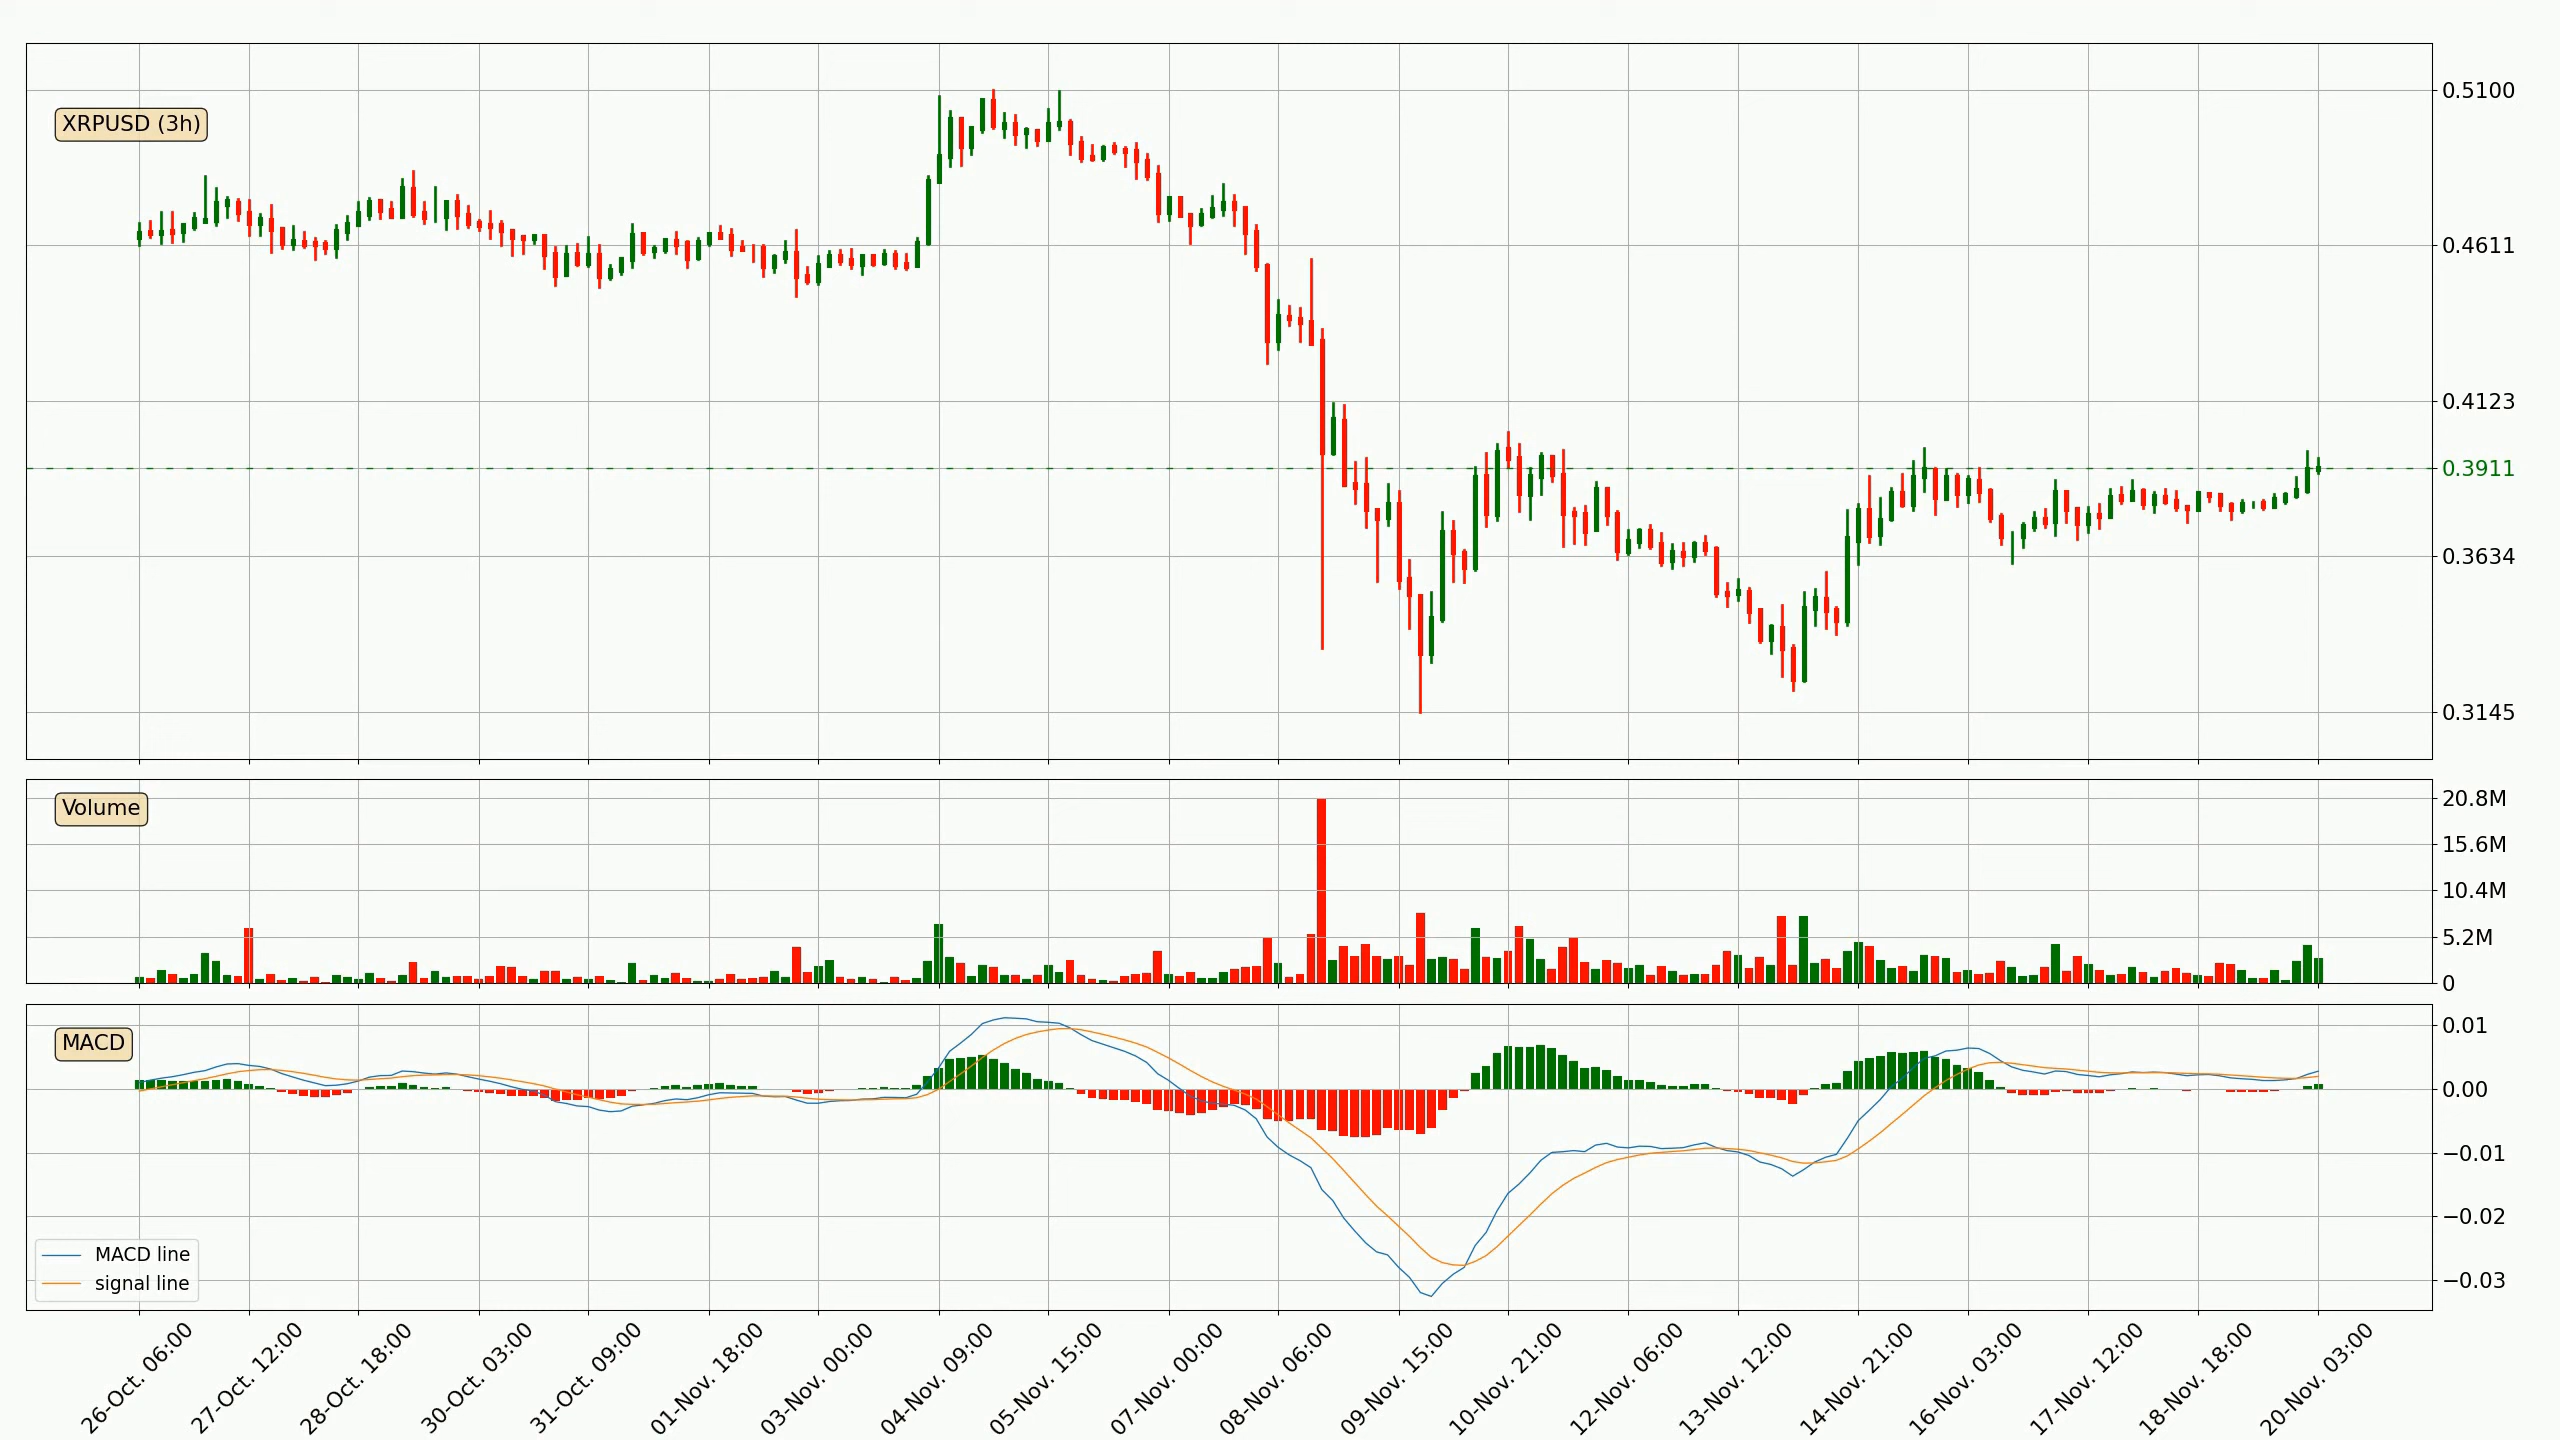 XRPUSD (3h)
0.5100
0.4611
0.4123
0.3911
0.3634
0.3145
Volume
20.8M
15.6M
10.4M
5.2M
0
MACD
0.01
0.00
−0.01
−0.02
−0.03
MACD line
signal line
26-Oct. 06:00
27-Oct. 12:00
28-Oct. 18:00
30-Oct. 03:00
31-Oct. 09:00
01-Nov. 18:00
03-Nov. 00:00
04-Nov. 09:00
05-Nov. 15:00
07-Nov. 00:00
08-Nov. 06:00
09-Nov. 15:00
10-Nov. 21:00
12-Nov. 06:00
13-Nov. 12:00
14-Nov. 21:00
16-Nov. 03:00
17-Nov. 12:00
18-Nov. 18:00
20-Nov. 03:00